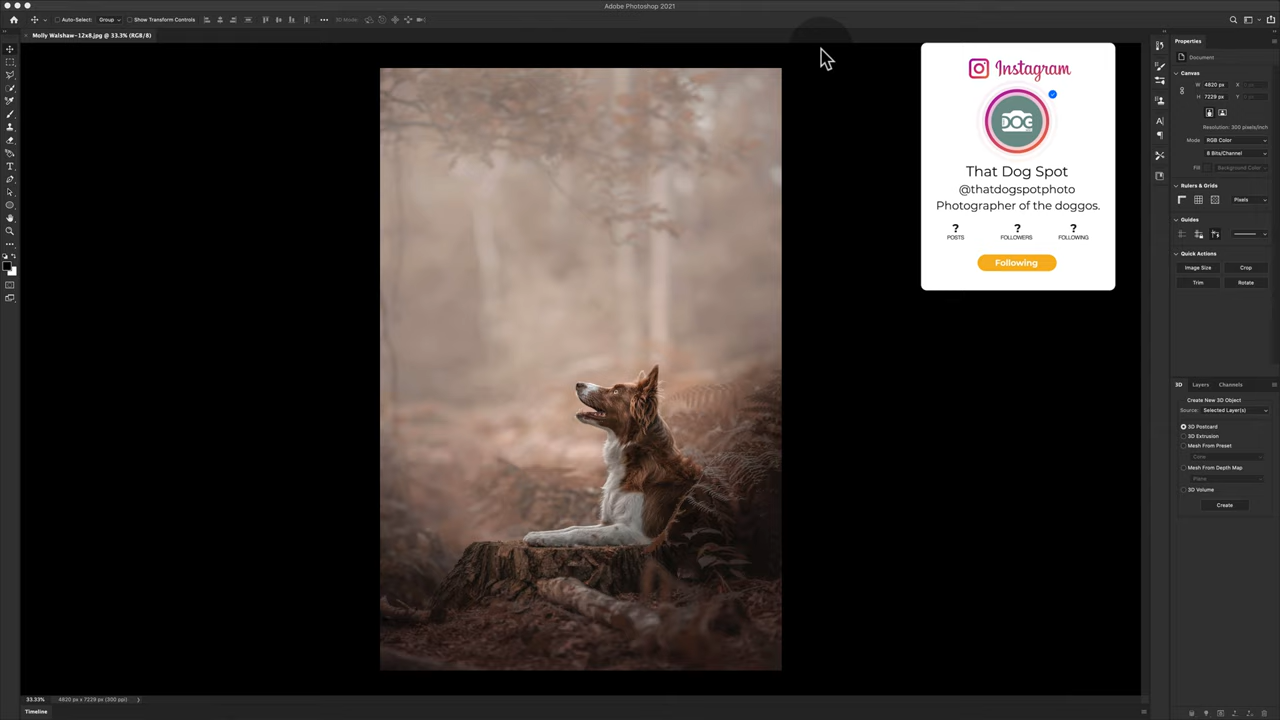 Adobe Photoshop 2021
Auto-Select:
Group
Show Transform Controls
3D Mode:
Molly Walshaw-12x8.jpg @ 33.3% (RGB/8)
Instagram
DOG
That Dog Spot
@thatdogspotphoto
Photographer of the doggos.
? ? ?
POSTS FOLLOWERS FOLLOWING
Following
Properties
Document
Canvas
W 4820 px X
H 7229 px Y
Resolution: 300 pixels/inch
Mode RGB Color
8 Bits/Channel
Fill Background Color
Rulers & Grids
Pixels
Guides
Quick Actions
Image Size Crop
Trim Rotate
3D Layers Channels
Create New 3D Object
Source: Selected Layer(s)
3D Postcard
3D Extrusion
Mesh From Preset
Cone
Mesh From Depth Map
Plane
3D Volume
Create
33.33% 4820 px x 7229 px (300 ppi)
Timeline